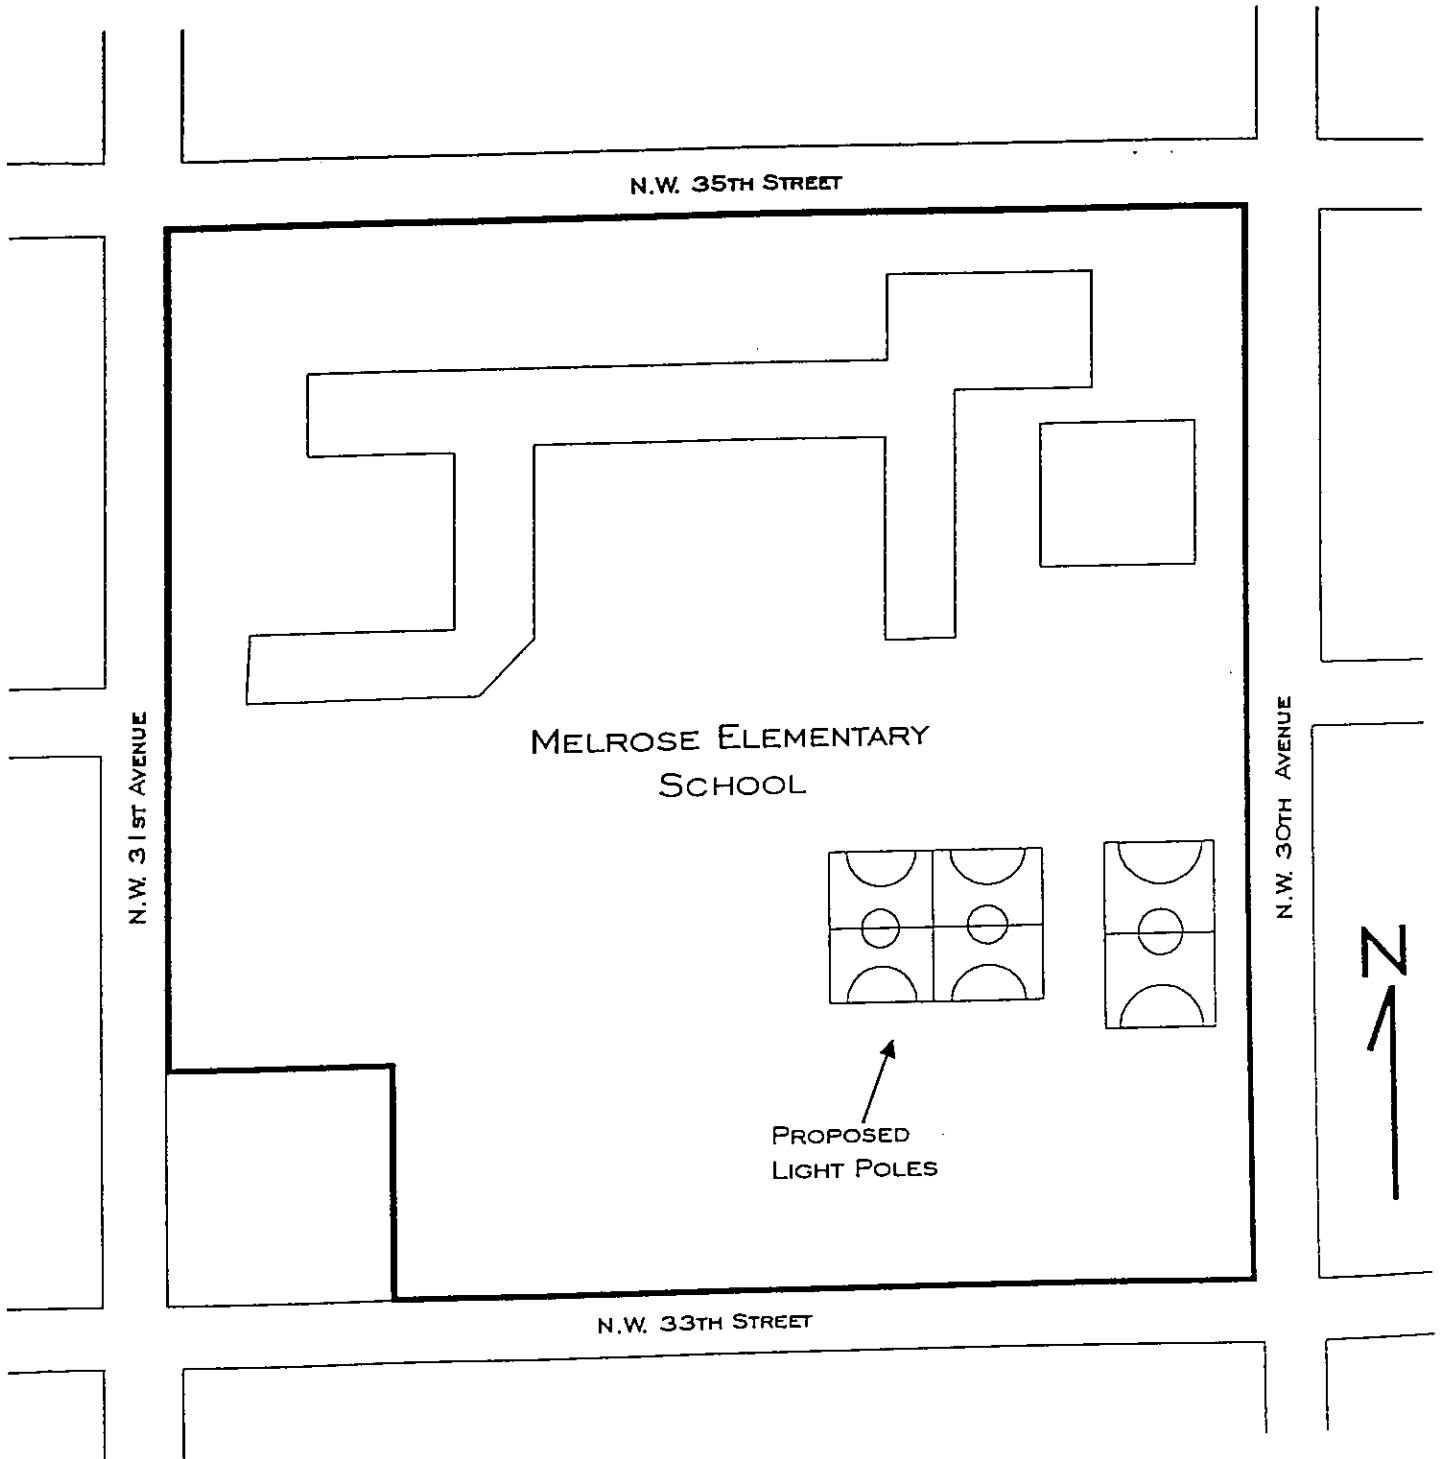 N.W. 35TH STREET
MELROSE ELEMENTARY
SCHOOL
N.W. 31ST AVENUE
N.W. 30TH AVENUE
N
PROPOSED
LIGHT POLES
N.W. 33TH STREET